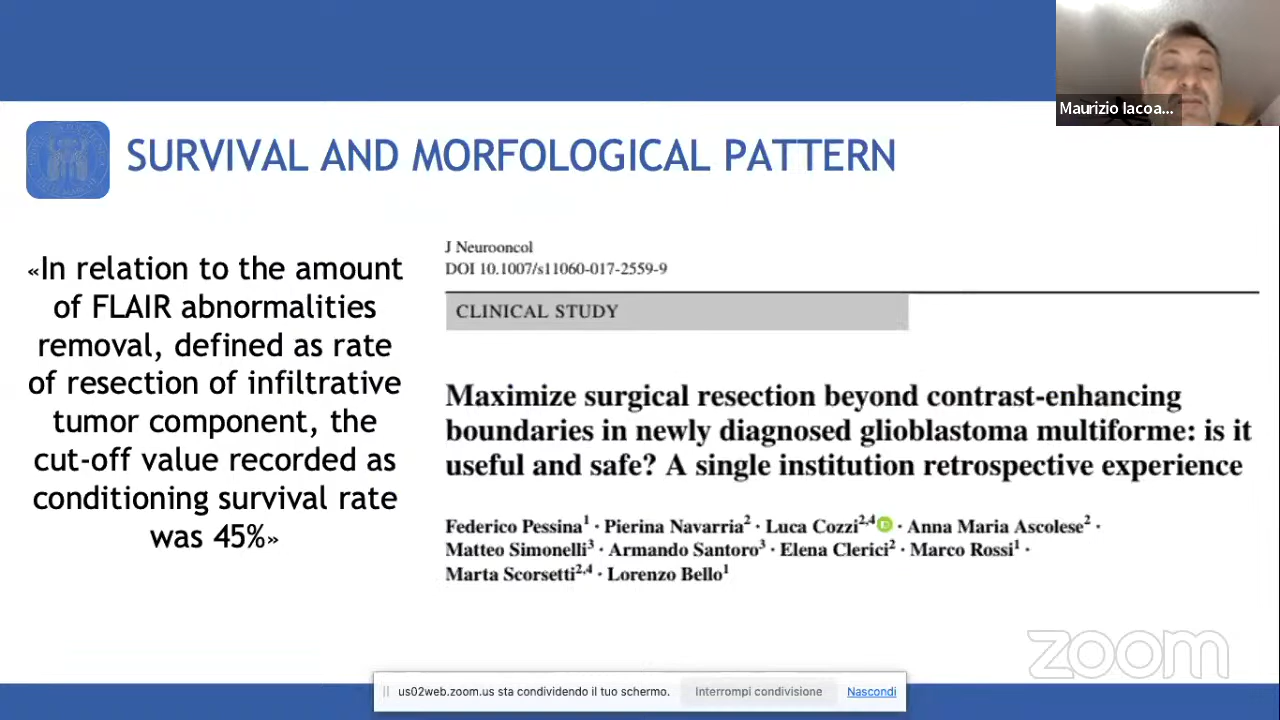 Maurizio Iacoa...
SURVIVAL AND MORFOLOGICAL PATTERN
«In relation to the amount
of FLAIR abnormalities
removal, defined as rate
of resection of infiltrative
tumor component, the
cut-off value recorded as
conditioning survival rate
was 45%»
J Neurooncol
DOI 10.1007/s11060-017-2559-9
CLINICAL STUDY
Maximize surgical resection beyond contrast-enhancing
boundaries in newly diagnosed glioblastoma multiforme: is it
useful and safe? A single institution retrospective experience
Federico Pessina1 · Pierina Navarria2 · Luca Cozzi2,4 iD · Anna Maria Ascolese2 ·
Matteo Simonelli3 · Armando Santoro3 · Elena Clerici2 · Marco Rossi1 ·
Marta Scorsetti2,4 · Lorenzo Bello1
zoom
us02web.zoom.us sta condividendo il tuo schermo. Interrompi condivisione Nascondi